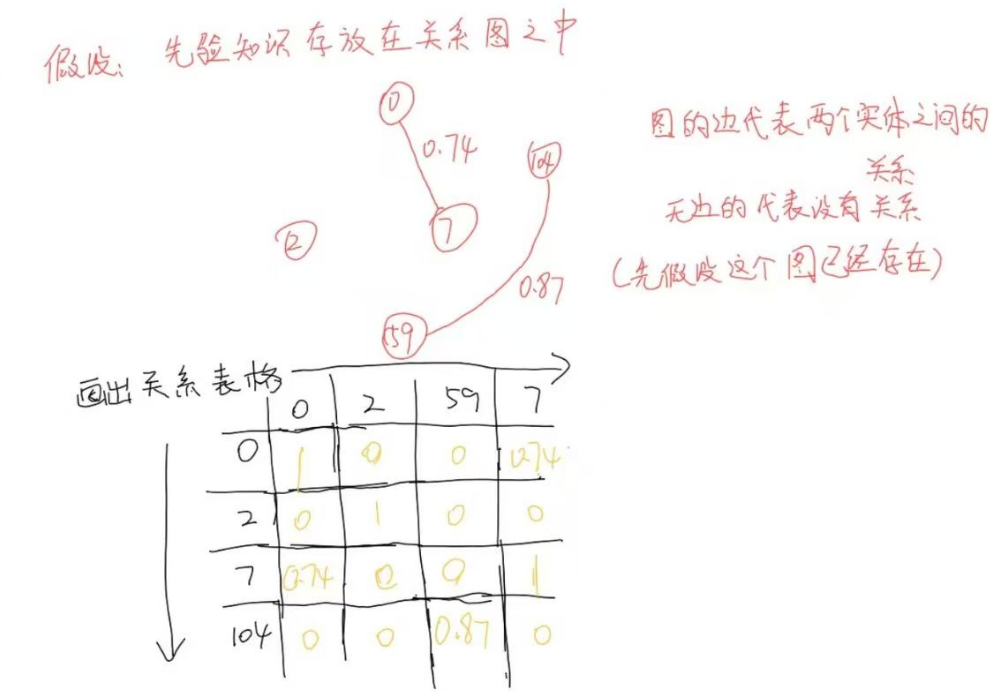 假设: 先验知识存放在关系图之中
0
0.74
104
7
2
0.87
59
图的边代表两个实体之间的
关系
无边的代表没有关系
(先假设这个图已经存在)
画出关系表格
0 2 59 7
0 1 0 0 0.74
2 0 1 0 0
7 0.74 0 0 1
104 0 0 0.87 0